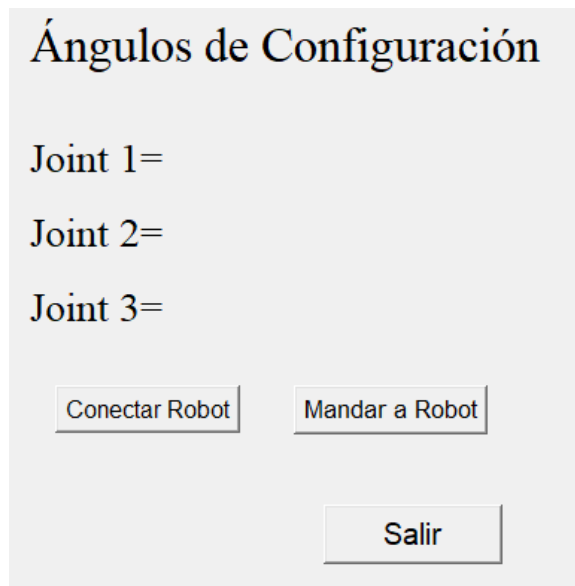 Ángulos de Configuración
Joint 1=
Joint 2=
Joint 3=
Conectar Robot Mandar a Robot
Salir